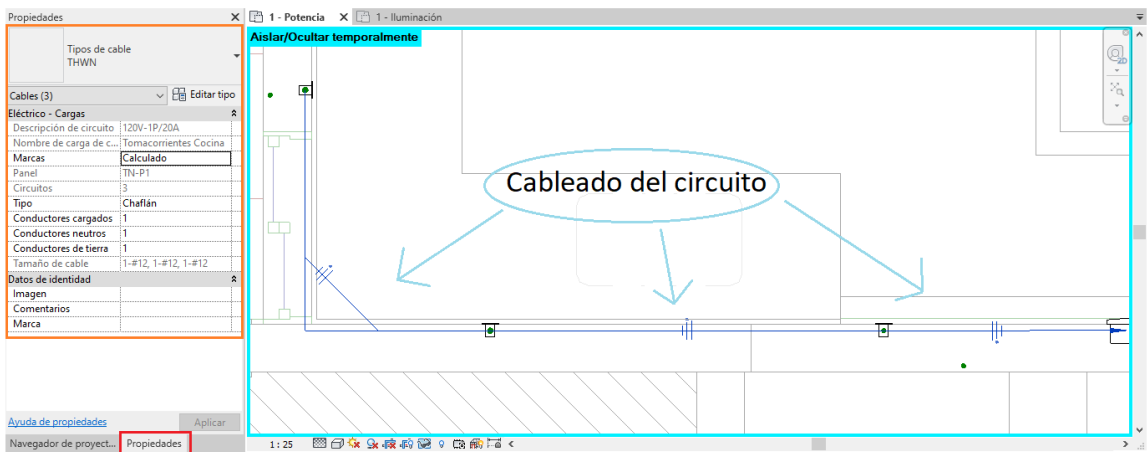 Propiedades
1 - Potencia
1 - Iluminación
Tipos de cable
THWN
Cables (3)
Editar tipo
Eléctrico - Cargas
Descripción de circuito 120V-1P/20A
Nombre de carga de c... Tomacorrientes Cocina
Marcas Calculado
Panel TN-P1
Circuitos 3
Tipo Chaflán
Conductores cargados 1
Conductores neutros 1
Conductores de tierra 1
Tamaño de cable 1-#12, 1-#12, 1-#12
Datos de identidad
Imagen
Comentarios
Marca
Ayuda de propiedades
Aplicar
Navegador de proyect...
Propiedades
Aislar/Ocultar temporalmente
2D
Cableado del circuito
1 : 25